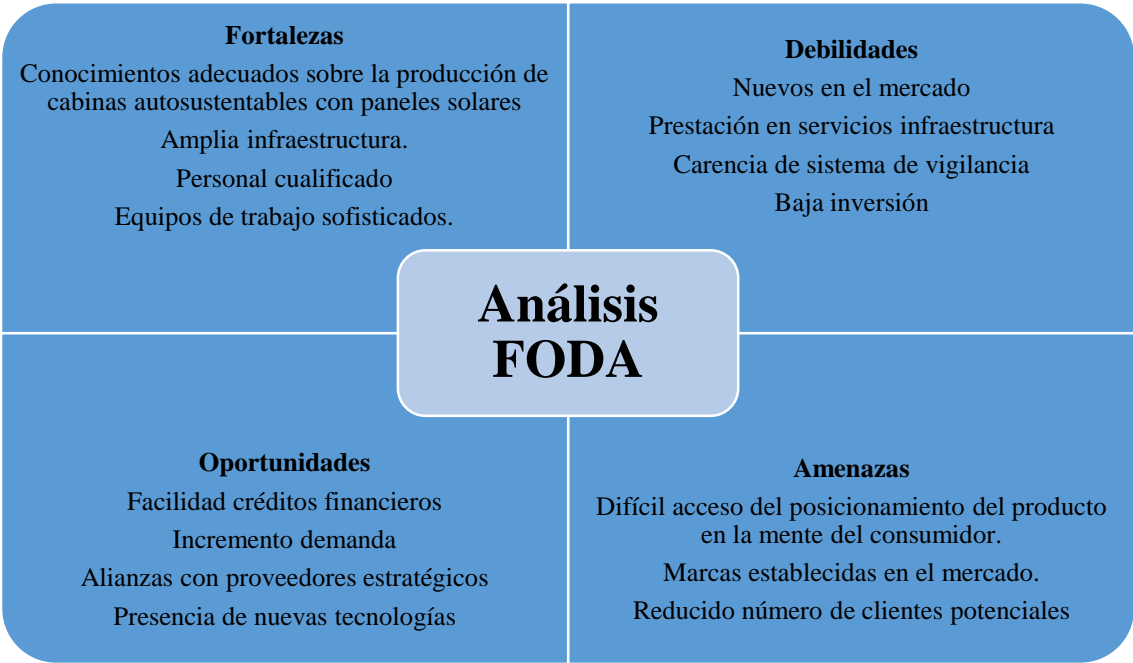 Fortalezas
Conocimientos adecuados sobre la producción de
cabinas autosustentables con paneles solares
Amplia infraestructura.
Personal cualificado
Equipos de trabajo sofisticados.
Debilidades
Nuevos en el mercado
Prestación en servicios infraestructura
Carencia de sistema de vigilancia
Baja inversión
Análisis
FODA
Oportunidades
Facilidad créditos financieros
Incremento demanda
Alianzas con proveedores estratégicos
Presencia de nuevas tecnologías
Amenazas
Difícil acceso del posicionamiento del producto
en la mente del consumidor.
Marcas establecidas en el mercado.
Reducido número de clientes potenciales